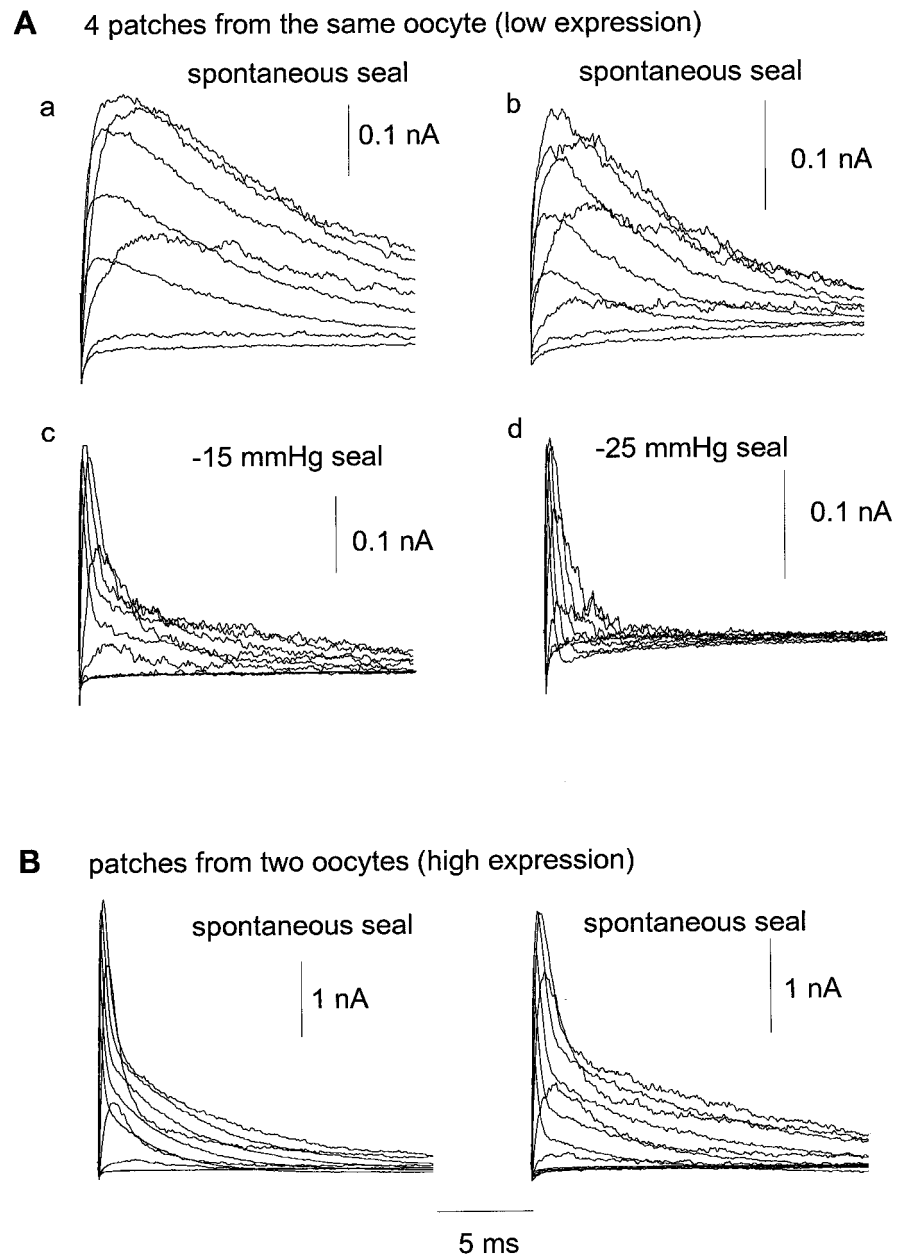 A 4 patches from the same oocyte (low expression)
spontaneous seal
a
0.1 nA
spontaneous seal
b
0.1 nA
c
-15 mmHg seal
0.1 nA
d
-25 mmHg seal
0.1 nA
B patches from two oocytes (high expression)
spontaneous seal
1 nA
spontaneous seal
1 nA
5 ms